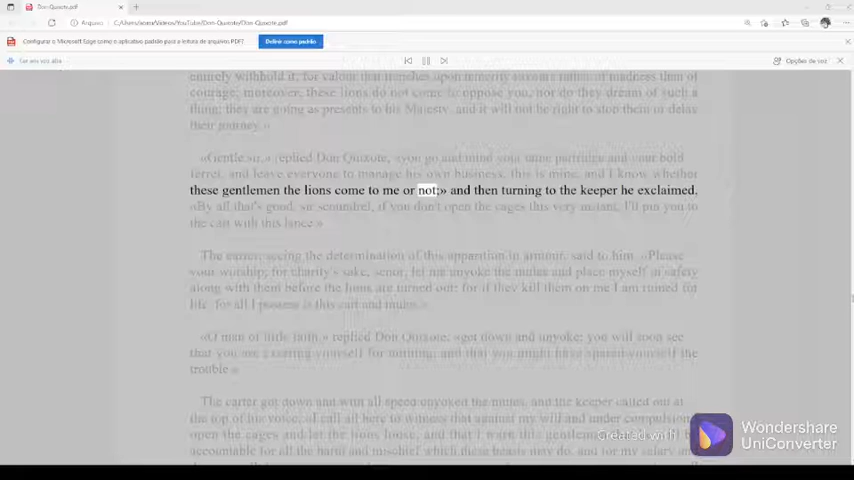 Don-Quixote.pdf
Arquivo
C:/Users/
/Videos/YouTube/Don-Quixote/Don-Quixote.pdf
Configurar o Microsoft Edge como o aplicativo padrão para a leitura de arquivos PDF?
Definir como padrão
Ler em voz alta
Opções de voz
entirely withhold it, for valour that trenches upon temerity savours rather of madness than of
courage; moreover, these lions do not come to oppose you, nor do they dream of such a
thing; they are going as presents to his Majesty, and it will not be right to stop them or delay
their journey.»
«Gentle sir,» replied Don Quixote, «you go and mind your tame partridge and your bold
ferret, and leave everyone to manage his own business; this is mine, and I know whether
these gentlemen the lions come to me or not;» and then turning to the keeper he exclaimed,
«By all that's good, sir scoundrel, if you don't open the cages this very instant, I'll pin you to
the cart with this lance.»
The carter, seeing the determination of this apparition in armour, said to him, «Please
your worship, for charity's sake, senor, let me unyoke the mules and place myself in safety
along with them before the lions are turned out; for if they kill them on me I am ruined for
life, for all I possess is this cart and mules.»
«O man of little faith,» replied Don Quixote, «get down and unyoke; you will soon see
that you are exerting yourself for nothing, and that you might have spared yourself the
trouble.»
The carter got down and with all speed unyoked the mules, and the keeper called out at
the top of his voice, «I call all here to witness that against my will and under compulsion I
open the cages and let the lions loose, and that I warn this gentleman
accountable for all the harm and mischief which these beasts may do, and for my salary and
Created with
Wondershare
UniConverter